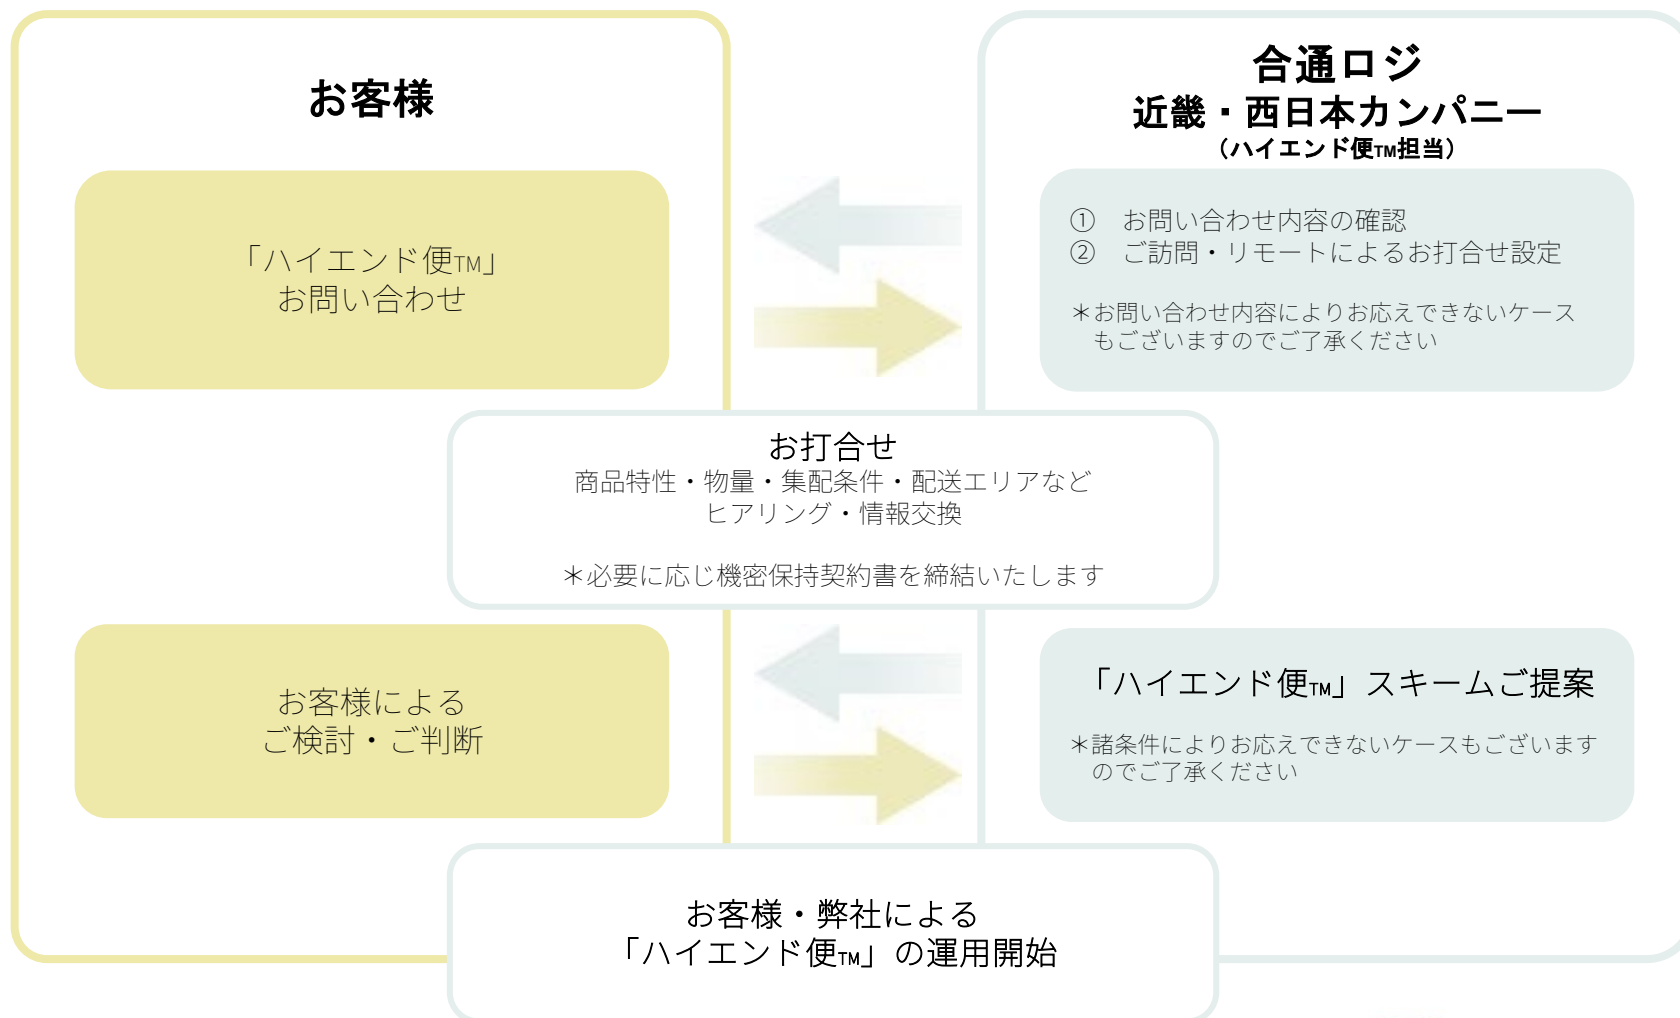 お客様
合通ロジ
近畿・西日本カンパニー
（ハイエンド便TM担当）
「ハイエンド便TM」
お問い合わせ
① お問い合わせ内容の確認
② ご訪問・リモートによるお打合せ設定
＊お問い合わせ内容によりお応えできないケース
もございますのでご了承ください
お打合せ
商品特性・物量・集配条件・配送エリアなど
ヒアリング・情報交換
＊必要に応じ機密保持契約書を締結いたします
お客様による
ご検討・ご判断
「ハイエンド便TM」スキームご提案
＊諸条件によりお応えできないケースもございます
のでご了承ください
お客様・弊社による
「ハイエンド便TM」の運用開始